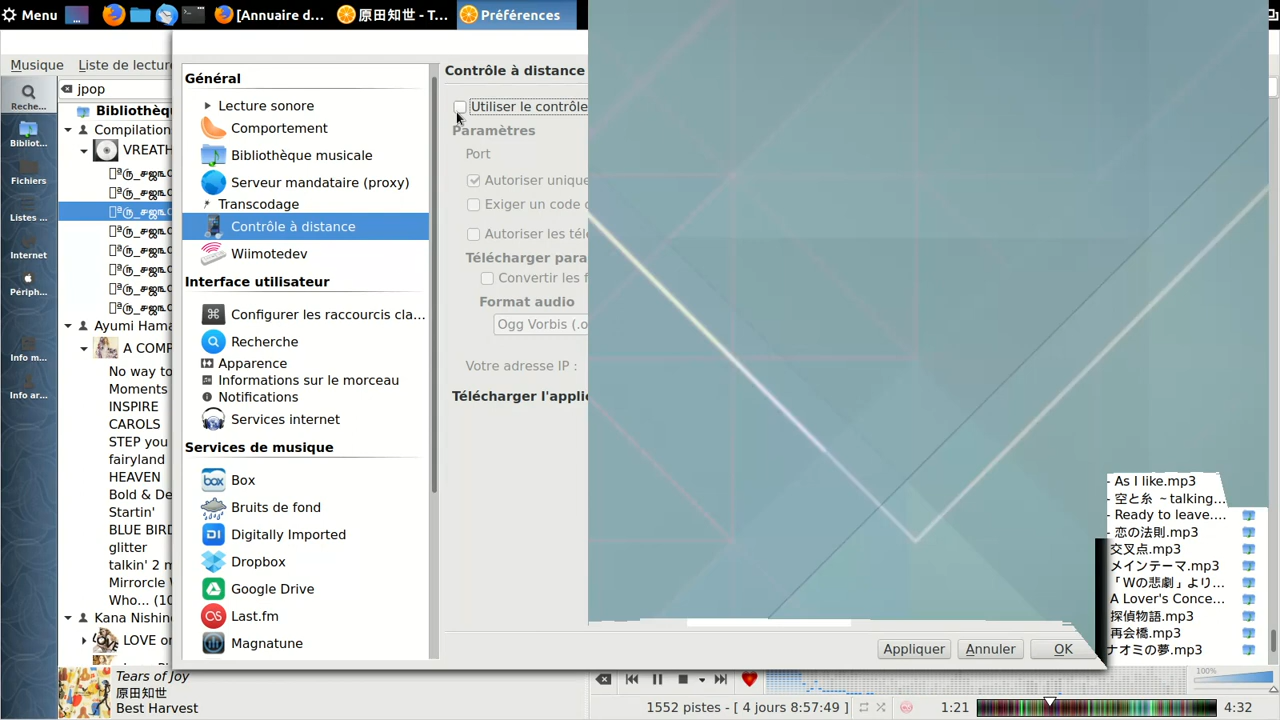 Menu
[Annuaire d...
原田知世 - T...
Préférences
Musique
Liste de lectur
Reche...
jpop
Bibliot...
Fichiers
Listes ...
Internet
Périph...
Info m...
Info ar...
Bibliothèqu
Compilation
VREATH
Ayumi Hama
A COMP
No way to
Moments
INSPIRE
CAROLS
STEP you
fairyland
HEAVEN
Bold & De
Startin'
BLUE BIRD
glitter
talkin' 2 m
Mirrorcle W
Who... (10
Kana Nishino
LOVE on
Général
Lecture sonore
Comportement
Bibliothèque musicale
Serveur mandataire (proxy)
Transcodage
Contrôle à distance
Wiimotedev
Interface utilisateur
Configurer les raccourcis cla...
Recherche
Apparence
Informations sur le morceau
Notifications
Services internet
Services de musique
box Box
Bruits de fond
DI Digitally Imported
Dropbox
Google Drive
Last.fm
Magnatune
Contrôle à distance
Utiliser le contrôle
Paramètres
Port
Autoriser unique
Exiger un code
Autoriser les télé
Télécharger para
Convertir les f
Format audio
Ogg Vorbis (.o
Votre adresse IP :
Télécharger l'applic
Appliquer
Annuler
OK
- As I like.mp3
- 空と糸 ~talking...
- Ready to leave....
- 恋の法則.mp3
交叉点.mp3
メインテーマ.mp3
「Wの悲劇」より...
A Lover's Conce...
探偵物語.mp3
再会橋.mp3
ナオミの夢.mp3
Tears of Joy
原田知世
Best Harvest
100%
1552 pistes - [ 4 jours 8:57:49 ]
1:21
4:32